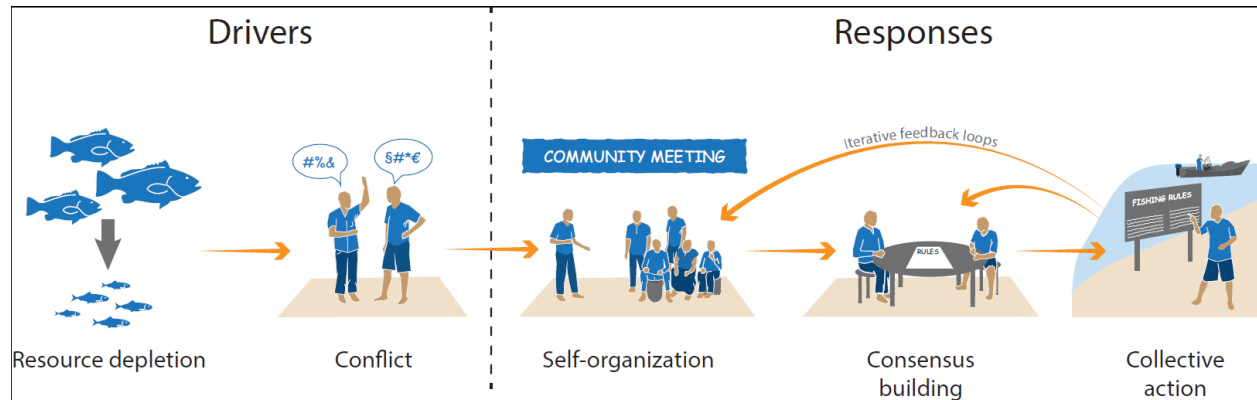 Drivers
Responses
#%&
§#*€
COMMUNITY MEETING
Iterative feedback loops
FISHING RULES
RULES
Resource depletion
Conflict
Self-organization
Consensus
building
Collective
action